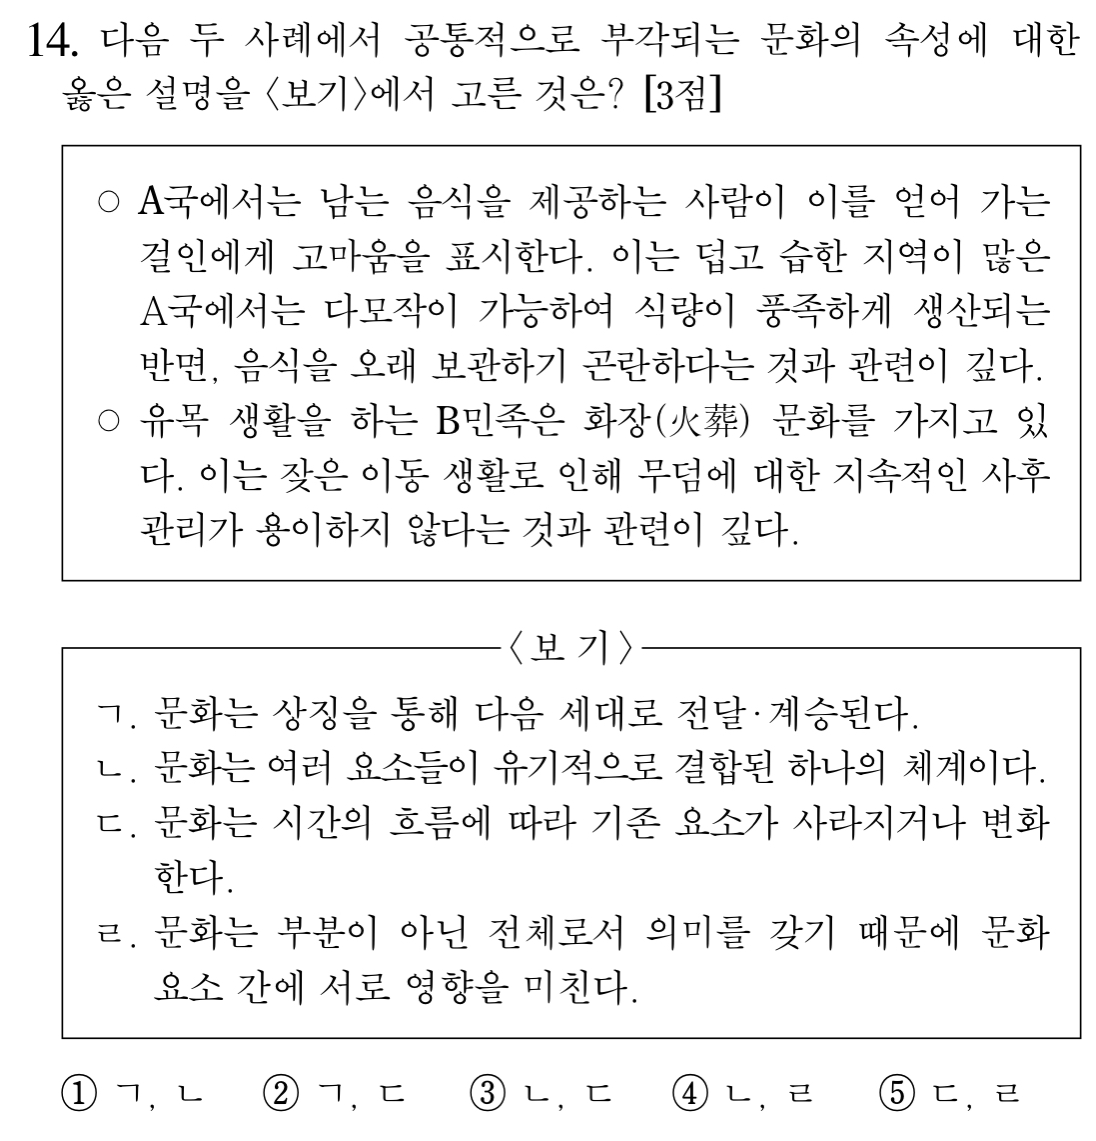 14. 다음 두 사례에서 공통적으로 부각되는 문화의 속성에 대한
옳은 설명을 〈보기〉에서 고른 것은? [3점]
○ A국에서는 남는 음식을 제공하는 사람이 이를 얻어 가는
걸인에게 고마움을 표시한다. 이는 덥고 습한 지역이 많은
A국에서는 다모작이 가능하여 식량이 풍족하게 생산되는
반면, 음식을 오래 보관하기 곤란하다는 것과 관련이 깊다.
○ 유목 생활을 하는 B민족은 화장(火葬) 문화를 가지고 있
다. 이는 잦은 이동 생활로 인해 무덤에 대한 지속적인 사후
관리가 용이하지 않다는 것과 관련이 깊다.
〈보 기〉
ㄱ. 문화는 상징을 통해 다음 세대로 전달·계승된다.
ㄴ. 문화는 여러 요소들이 유기적으로 결합된 하나의 체계이다.
ㄷ. 문화는 시간의 흐름에 따라 기존 요소가 사라지거나 변화
한다.
ㄹ. 문화는 부분이 아닌 전체로서 의미를 갖기 때문에 문화
요소 간에 서로 영향을 미친다.
① ㄱ, ㄴ ② ㄱ, ㄷ ③ ㄴ, ㄷ ④ ㄴ, ㄹ ⑤ ㄷ, ㄹ